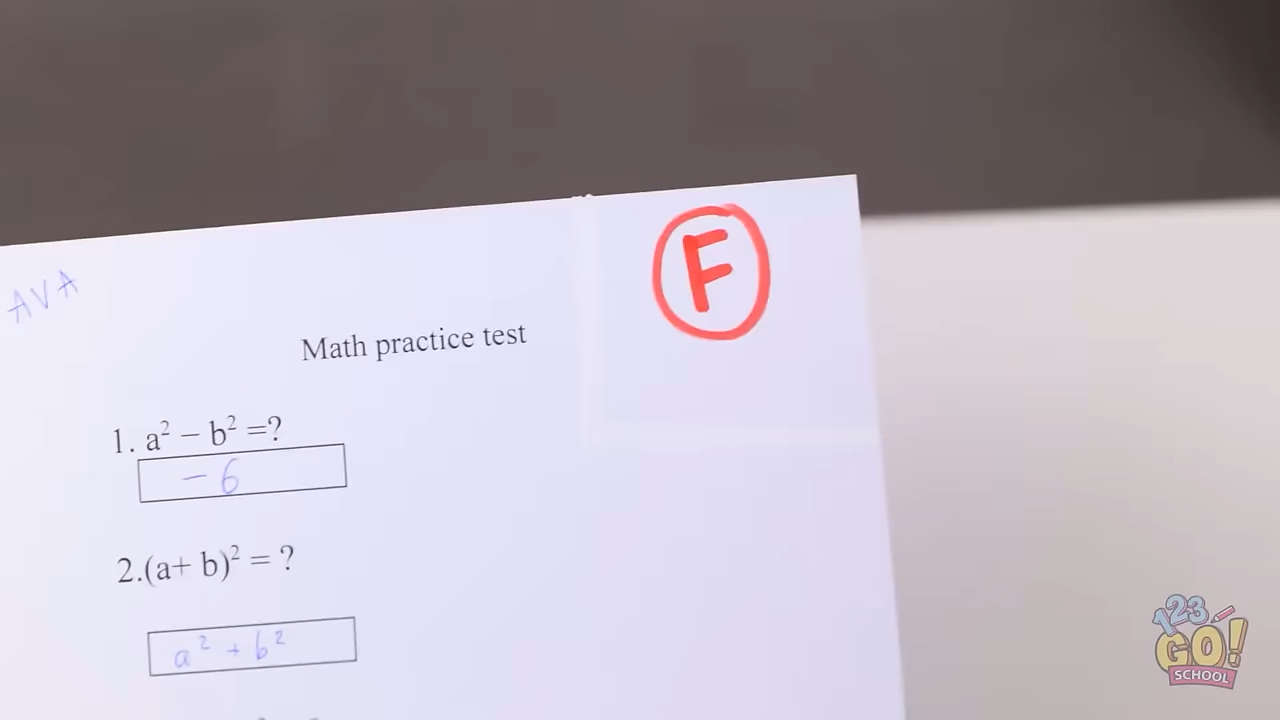 F
AVA
Math practice test
1. a² − b² =?
− 6
2.(a+ b)² = ?
a² + b²
123
GO!
SCHOOL